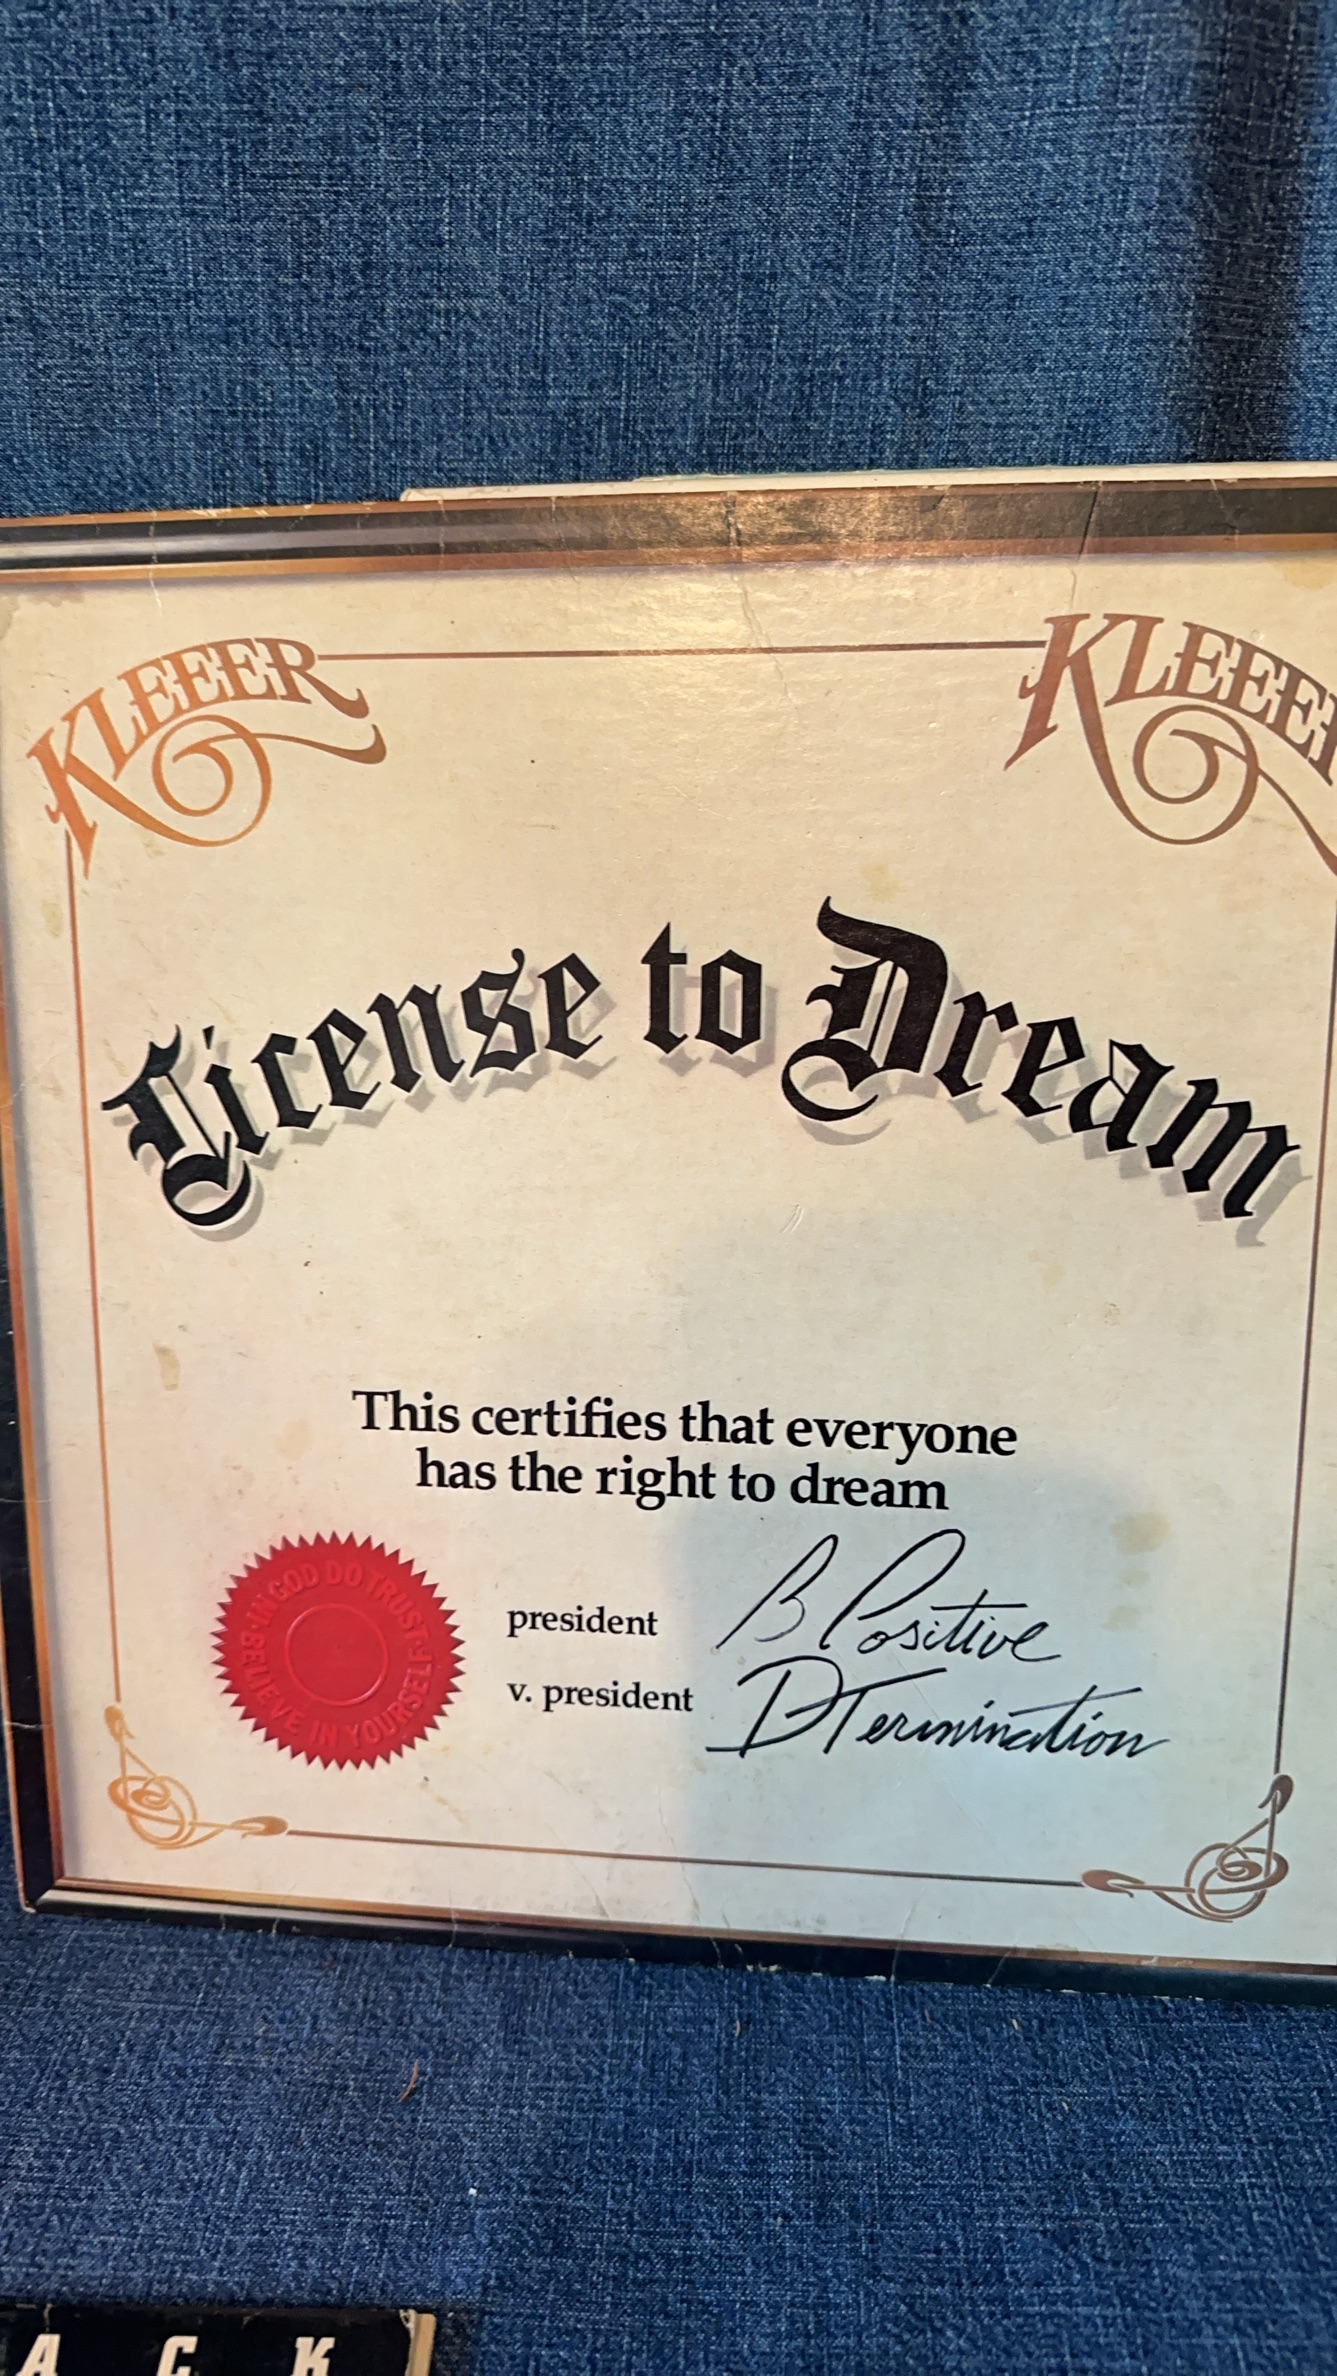 KLEEER
KLEEER
License to Dream
This certifies that everyone
has the right to dream
·IN GOD DO TRUST·
BELIEVE IN YOURSELF
president B Positive
v. president DTermination
A C K